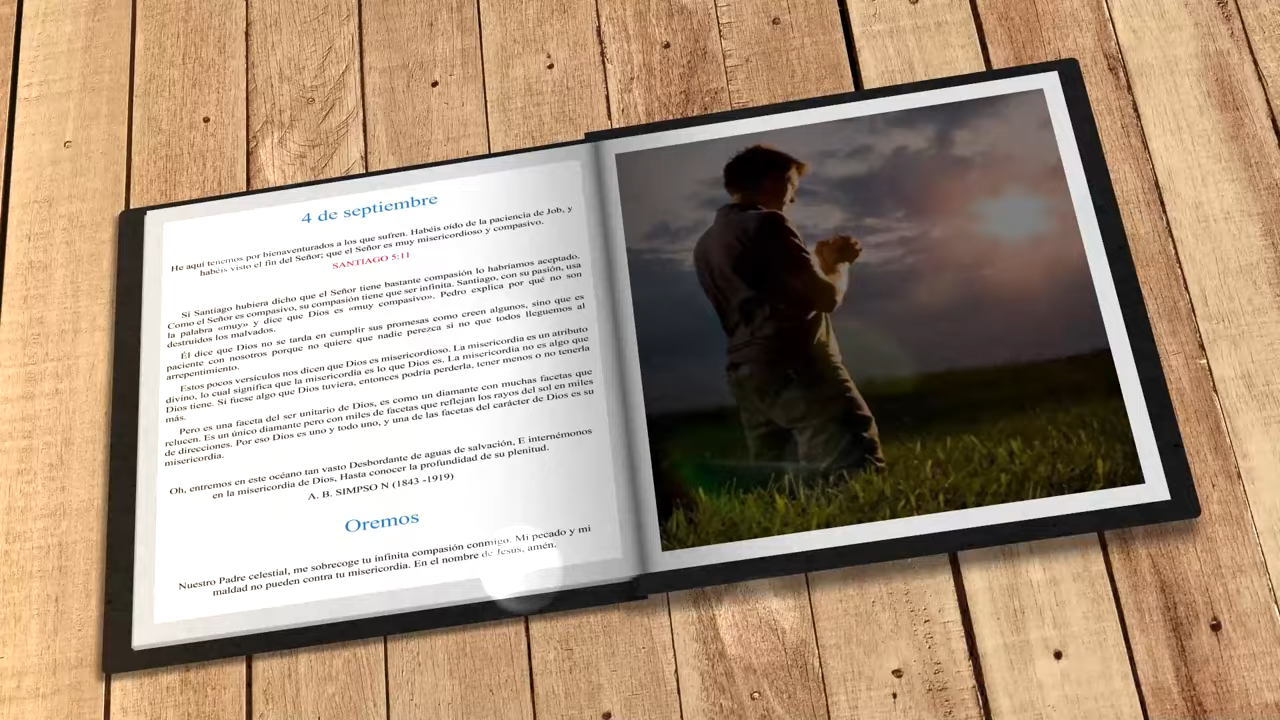 4 de septiembre
He aquí tenemos por bienaventurados a los que sufren. Habéis oído de la paciencia de Job, y
habéis visto el fin del Señor; que el Señor es muy misericordioso y compasivo.
SANTIAGO 5:11
Si Santiago hubiera dicho que el Señor tiene bastante compasión lo habríamos aceptado.
Como el Señor es compasivo, su compasión tiene que ser infinita. Santiago, con su pasión, usa
la palabra «muy» y dice que Dios es «muy compasivo». Pedro explica por qué no son
destruidos los malvados.
Él dice que Dios no se tarda en cumplir sus promesas como creen algunos, sino que es
paciente con nosotros porque no quiere que nadie perezca si no que todos lleguemos al
arrepentimiento.
Estos pocos versículos nos dicen que Dios es misericordioso. La misericordia es un atributo
divino, lo cual significa que la misericordia es lo que Dios es. La misericordia no es algo que
Dios tiene. Si fuese algo que Dios tuviera, entonces podría perderla, tener menos o no tenerla
más.
Pero es una faceta del ser unitario de Dios, es como un diamante con muchas facetas que
relucen. Es un único diamante pero con miles de facetas que reflejan los rayos del sol en miles
de direcciones. Por eso Dios es uno y todo uno, y una de las facetas del carácter de Dios es su
misericordia.
Oh, entremos en este océano tan vasto Desbordante de aguas de salvación, E internémonos
en la misericordia de Dios, Hasta conocer la profundidad de su plenitud.
A. B. SIMPSO N (1843 -1919)
Oremos
Nuestro Padre celestial, me sobrecoge tu infinita compasión conmigo. Mi pecado y mi
maldad no pueden contra tu misericordia. En el nombre de Jesús, amén.